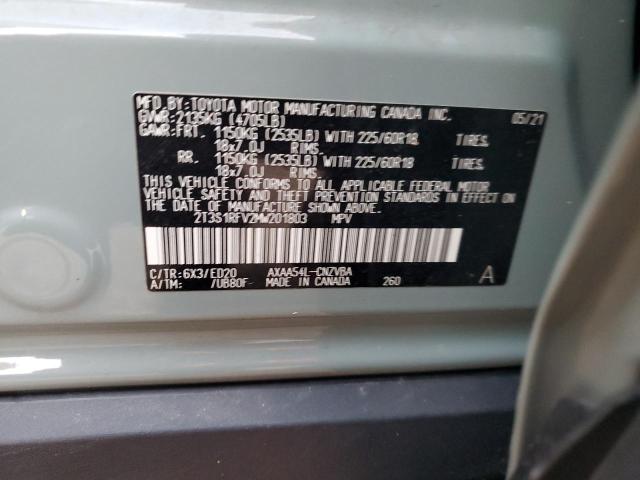 MFD.BY:TOYOTA MOTOR MANUFACTURING CANADA INC. 05/21
GVWR:2135KG (4705LB)
GAWR:FRT. 1150KG (2535LB) WITH 225/60R18 TIRES.
18x7.0J RIMS.
RR. 1150KG (2535LB) WITH 225/60R18 TIRES.
18x7.0J RIMS.
THIS VEHICLE CONFORMS TO ALL APPLICABLE FEDERAL MOTOR
VEHICLE SAFETY AND THEFT PREVENTION STANDARDS IN EFFECT ON
THE DATE OF MANUFACTURE SHOWN ABOVE.
2T3S1RFV2MW201803 MPV
C/TR:6X3/ED20 AXAA54L-CNZVBA
A/TM: /UB80F MADE IN CANADA 260 A